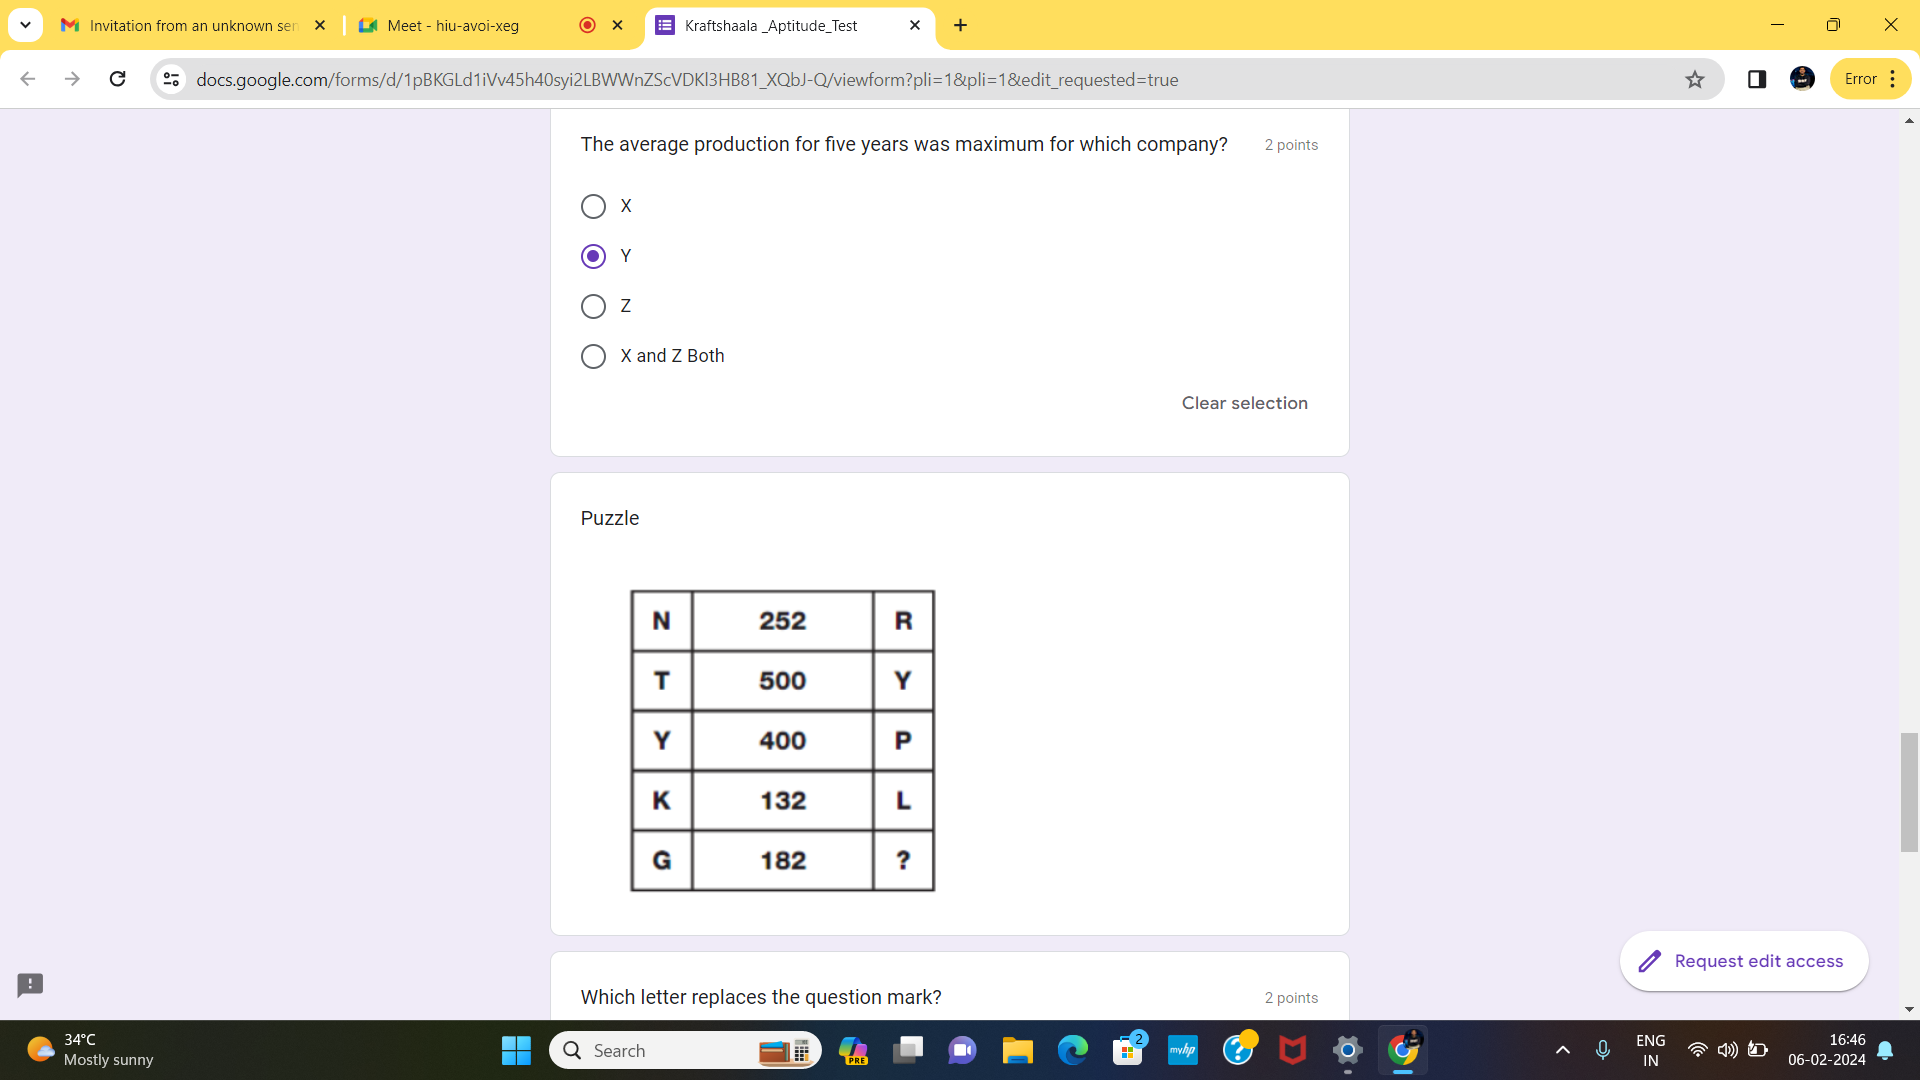 Invitation from an unknown sen
Meet - hiu-avoi-xeg
Kraftshaala _Aptitude_Test
docs.google.com/forms/d/1pBKGLd1iVv45h40syi2LBWWnZScVDKl3HB81_XQbJ-Q/viewform?pli=1&pli=1&edit_requested=true
Error
The average production for five years was maximum for which company?
2 points
X
Y
Z
X and Z Both
Clear selection
Puzzle
N 252 R
T 500 Y
Y 400 P
K 132 L
G 182 ?
Request edit access
Which letter replaces the question mark?
2 points
34°C
Mostly sunny
Search
PRE
2
myhp
ENG
IN
16:46
06-02-2024